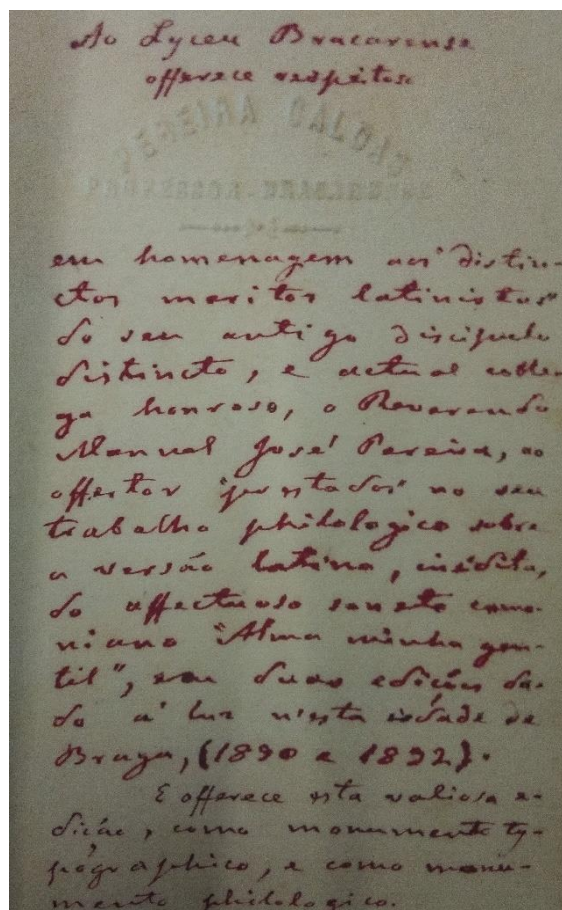 Ao Lyceu Bracarense
offerece respeitoso
em homenagem aos distin-
ctos meritos latinistas
do seu antigo discipulo
distincto, e actual colle-
ga honroso, o Reverendo
Manuel José Pereira, ao
offertor "prestados" no seu
trabalho philologico sobre
a versão latina, inédita,
do affectuoso soneto camo-
niano "Alma minha gen-
til", em duas edições da-
do á luz n'esta cidade de
Braga, (1890 e 1892).
E offerece esta valiosa e-
dição, como monumento ty-
pógraphico, e como monu-
mento philologico.